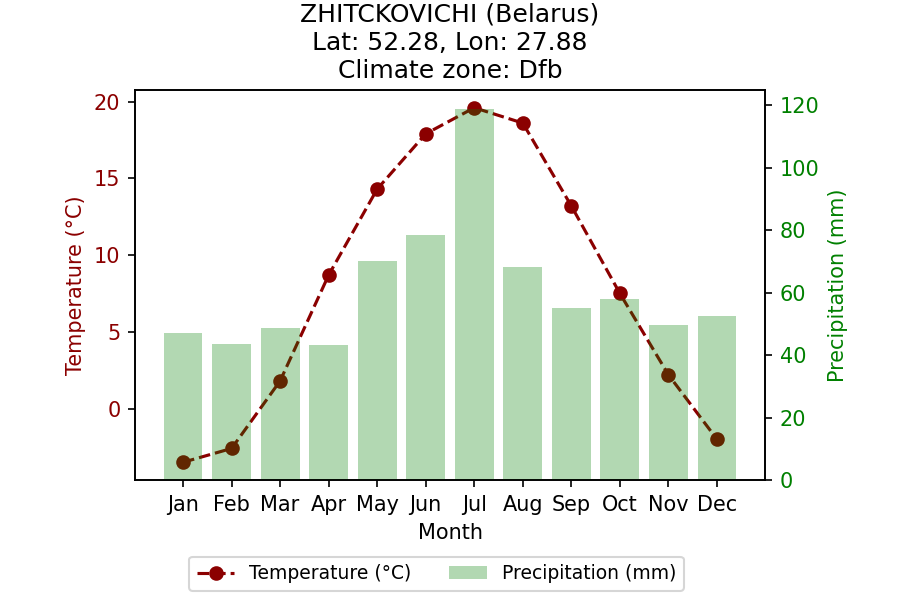 ZHITCKOVICHI (Belarus)
Lat: 52.28, Lon: 27.88
Climate zone: Dfb
Temperature (°C)
20
15
10
5
0
120
100
80
60
40
20
0
Precipitation (mm)
Jan Feb Mar Apr May Jun Jul Aug Sep Oct Nov Dec
Month
Temperature (°C) Precipitation (mm)